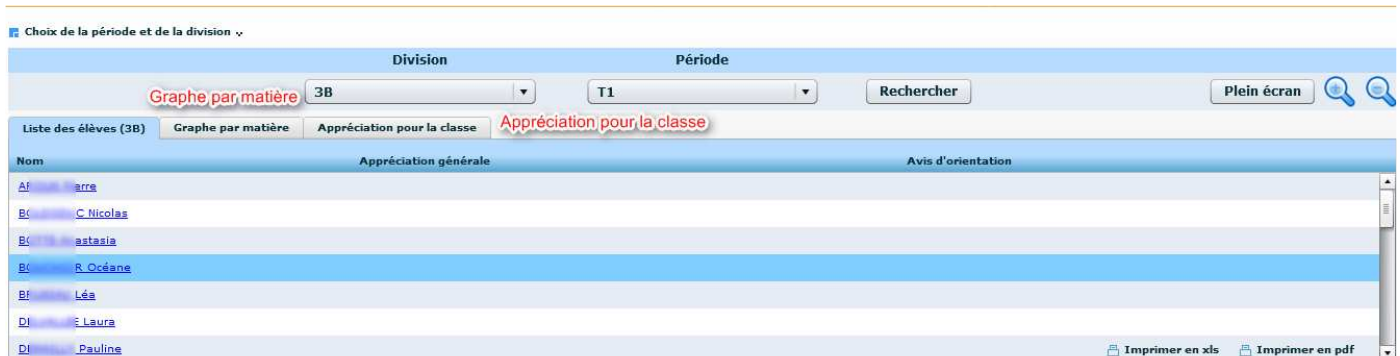 Choix de la période et de la division
Division Période
Graphe par matière 3B T1 Rechercher Plein écran
Liste des élèves (3B) Graphe par matière Appréciation pour la classe Appréciation pour la classe
Nom Appréciation générale Avis d'orientation
Nicolas
Océane
Léa
Laura
Pauline Imprimer en xls Imprimer en pdf